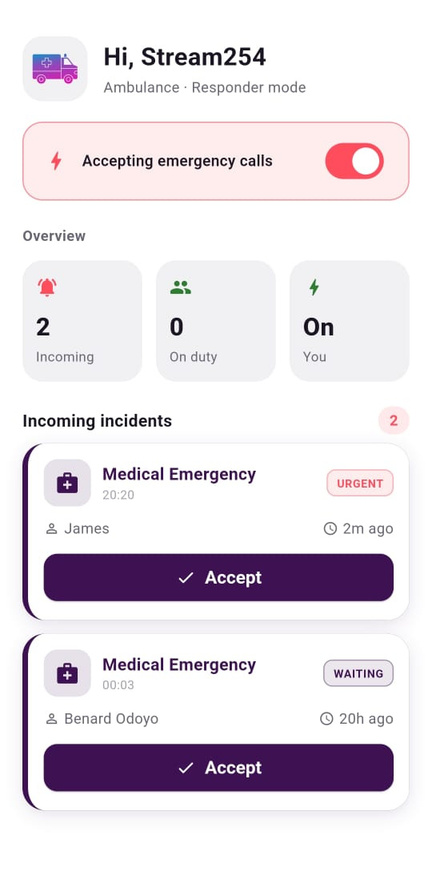 Hi, Stream254
Ambulance · Responder mode
Accepting emergency calls
Overview
2
Incoming
0
On duty
On
You
Incoming incidents
2
Medical Emergency
20:20
URGENT
James
2m ago
Accept
Medical Emergency
00:03
WAITING
Benard Odoyo
20h ago
Accept